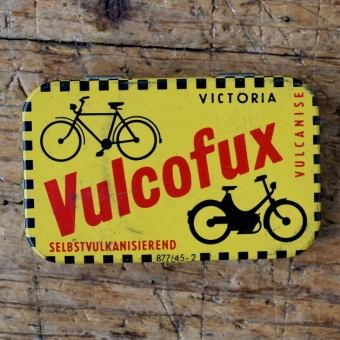 VICTORIA
VULCANISE
Vulcofux
SELBSTVULKANISIEREND
877/45-2